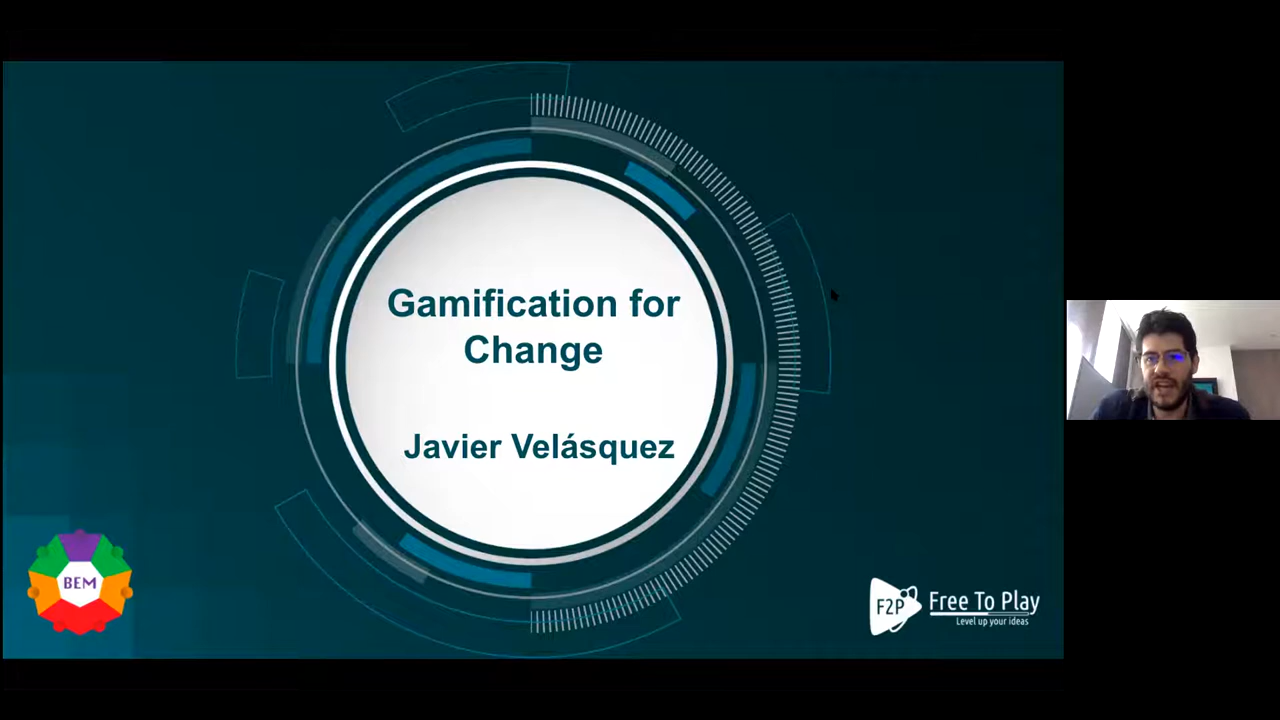 Gamification for
Change
Javier Velásquez
BEM
F2P
Free To Play
Level up your ideas